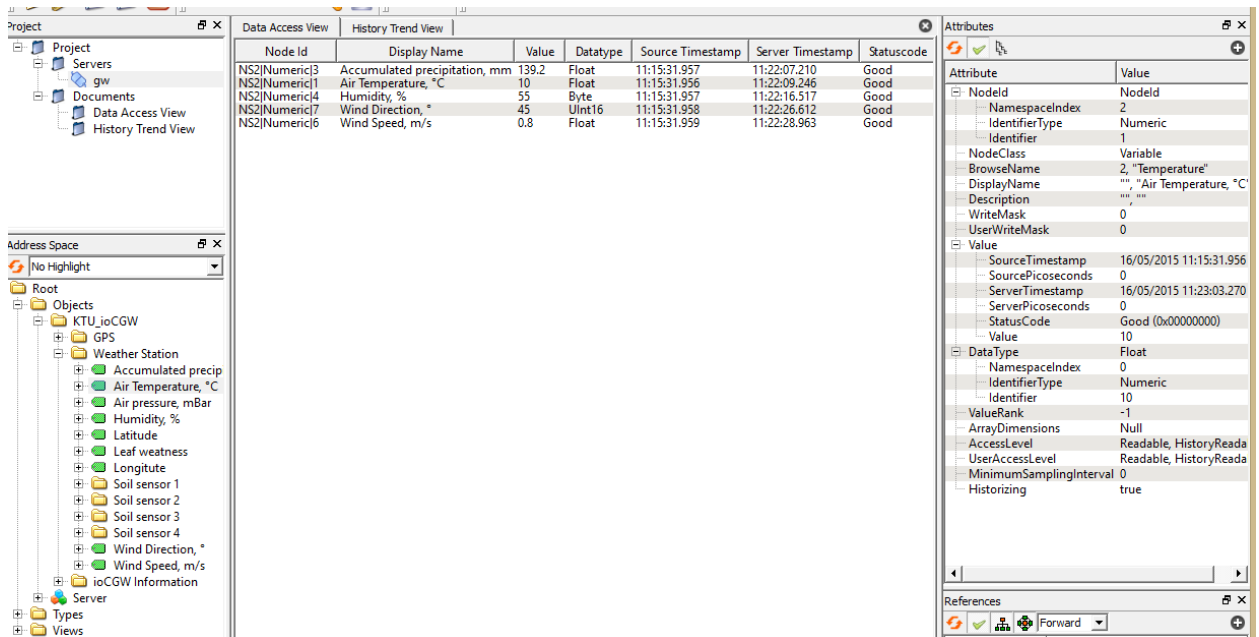 Project
Project
Servers
gw
Documents
Data Access View
History Trend View
Address Space
No Highlight
Root
Objects
KTU_ioCGW
GPS
Weather Station
Accumulated precip
Air Temperature, °C
Air pressure, mBar
Humidity, %
Latitude
Leaf weatness
Longitute
Soil sensor 1
Soil sensor 2
Soil sensor 3
Soil sensor 4
Wind Direction, °
Wind Speed, m/s
ioCGW Information
Server
Types
Views
Data Access View History Trend View
Node Id Display Name Value Datatype Source Timestamp Server Timestamp Statuscode
NS2|Numeric|3 Accumulated precipitation, mm 139.2 Float 11:15:31.957 11:22:07.210 Good
NS2|Numeric|1 Air Temperature, °C 10 Float 11:15:31.956 11:22:09.246 Good
NS2|Numeric|4 Humidity, % 55 Byte 11:15:31.957 11:22:16.517 Good
NS2|Numeric|7 Wind Direction, ° 45 UInt16 11:15:31.958 11:22:26.612 Good
NS2|Numeric|6 Wind Speed, m/s 0.8 Float 11:15:31.959 11:22:28.963 Good
Attributes
Attribute Value
NodeId NodeId
NamespaceIndex 2
IdentifierType Numeric
Identifier 1
NodeClass Variable
BrowseName 2, "Temperature"
DisplayName "", "Air Temperature, °C"
Description "", ""
WriteMask 0
UserWriteMask 0
Value
SourceTimestamp 16/05/2015 11:15:31.956
SourcePicoseconds 0
ServerTimestamp 16/05/2015 11:23:03.270
ServerPicoseconds 0
StatusCode Good (0x00000000)
Value 10
DataType Float
NamespaceIndex 0
IdentifierType Numeric
Identifier 10
ValueRank -1
ArrayDimensions Null
AccessLevel Readable, HistoryReada
UserAccessLevel Readable, HistoryReada
MinimumSamplingInterval 0
Historizing true
References
Forward